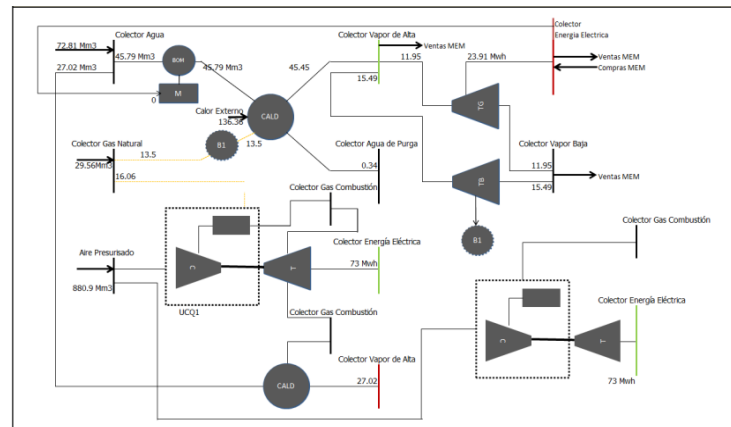 Colector Agua
72.81 Mm3
45.79 Mm3
27.02 Mm3
BOM
45.79 Mm3
M
0
Calor Externo
136.36
CALD
45.45
Colector Vapor de Alta
Ventas MEM
11.95
15.49
23.91 Mwh
TG
Colector
Energia Electrica
Ventas MEM
Compras MEM
Colector Gas Natural
13.5
29.56Mm3
16.06
B1
13.5
Colector Agua de Purga
0.34
TB
B1
Colector Vapor Baja
11.95
15.49
Ventas MEM
Colector Gas Combustión
Aire Presurisado
880.9 Mm3
C
T
UCQ1
Colector Energía Eléctrica
73 Mwh
Colector Gas Combustión
CALD
Colector Vapor de Alta
27.02
Colector Gas Combustión
C
T
Colector Energía Eléctrica
73 Mwh